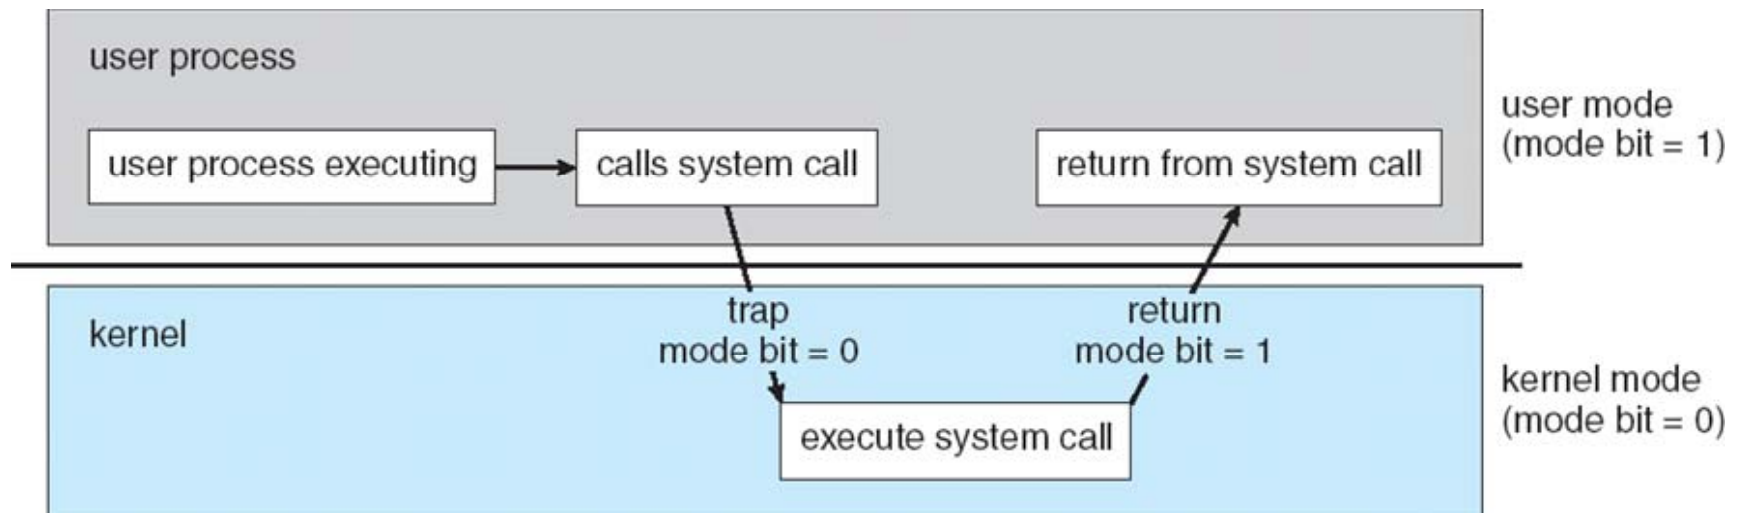 user process
user process executing
calls system call
return from system call
user mode
(mode bit = 1)
kernel
trap
mode bit = 0
return
mode bit = 1
execute system call
kernel mode
(mode bit = 0)